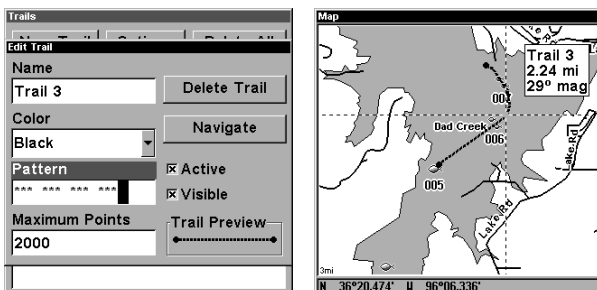 Trails
Edit Trail
Name
Trail 3
Delete Trail
Color
Black
Navigate
Pattern
*** *** *** ***
Active
Visible
Maximum Points
2000
Trail Preview
Map
Trail 3
2.24 mi
29º mag
Dad Creek
006
005
Lake Rd
Lake Rd
3mi
N 36°20.474' W 96°06.336'